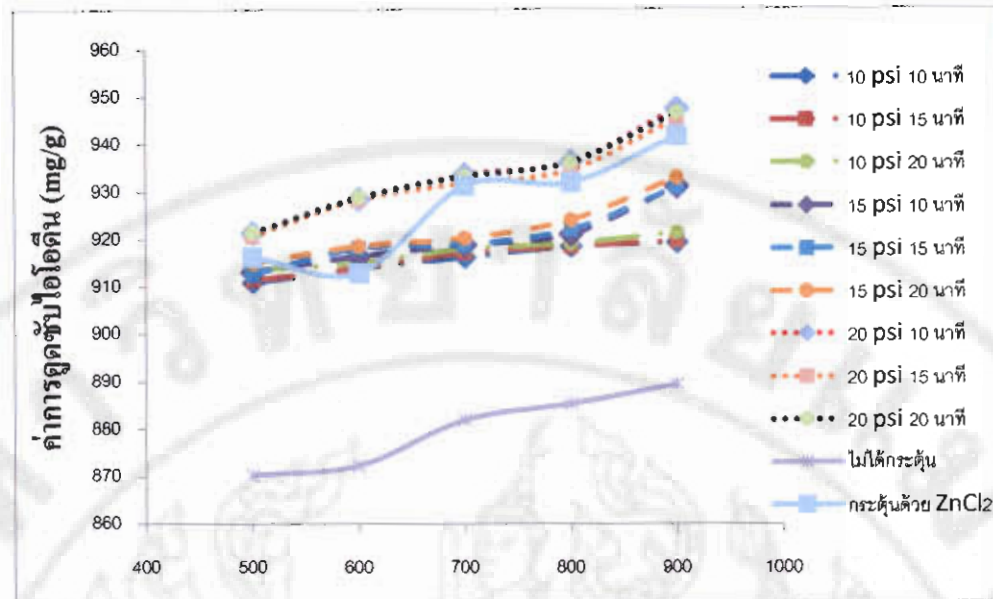 ค่าการดูดซับไอโอดีน (mg/g)
960
950
940
930
920
910
900
890
880
870
860
400
500
600
700
800
900
1000
10 psi 10 นาที
10 psi 15 นาที
10 psi 20 นาที
15 psi 10 นาที
15 psi 15 นาที
15 psi 20 นาที
20 psi 10 นาที
20 psi 15 นาที
20 psi 20 นาที
ไม่ได้กระตุ้น
กระตุ้นด้วย ZnCl2